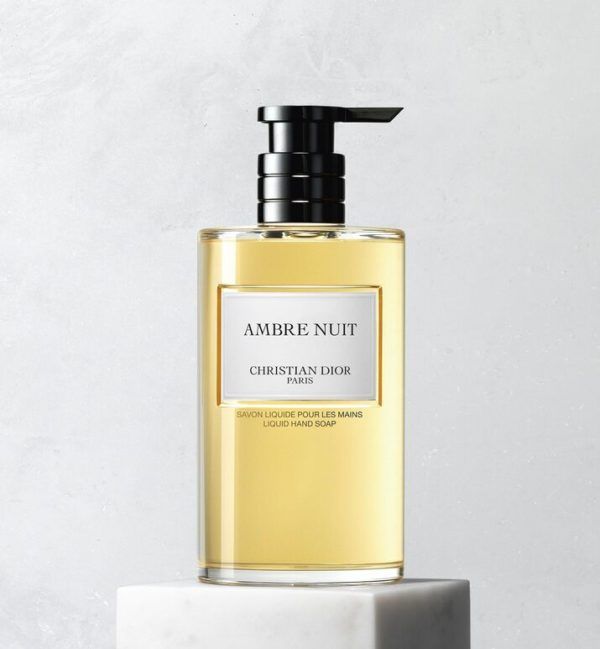 AMBRE NUIT
CHRISTIAN DIOR
PARIS
SAVON LIQUIDE POUR LES MAINS
LIQUID HAND SOAP